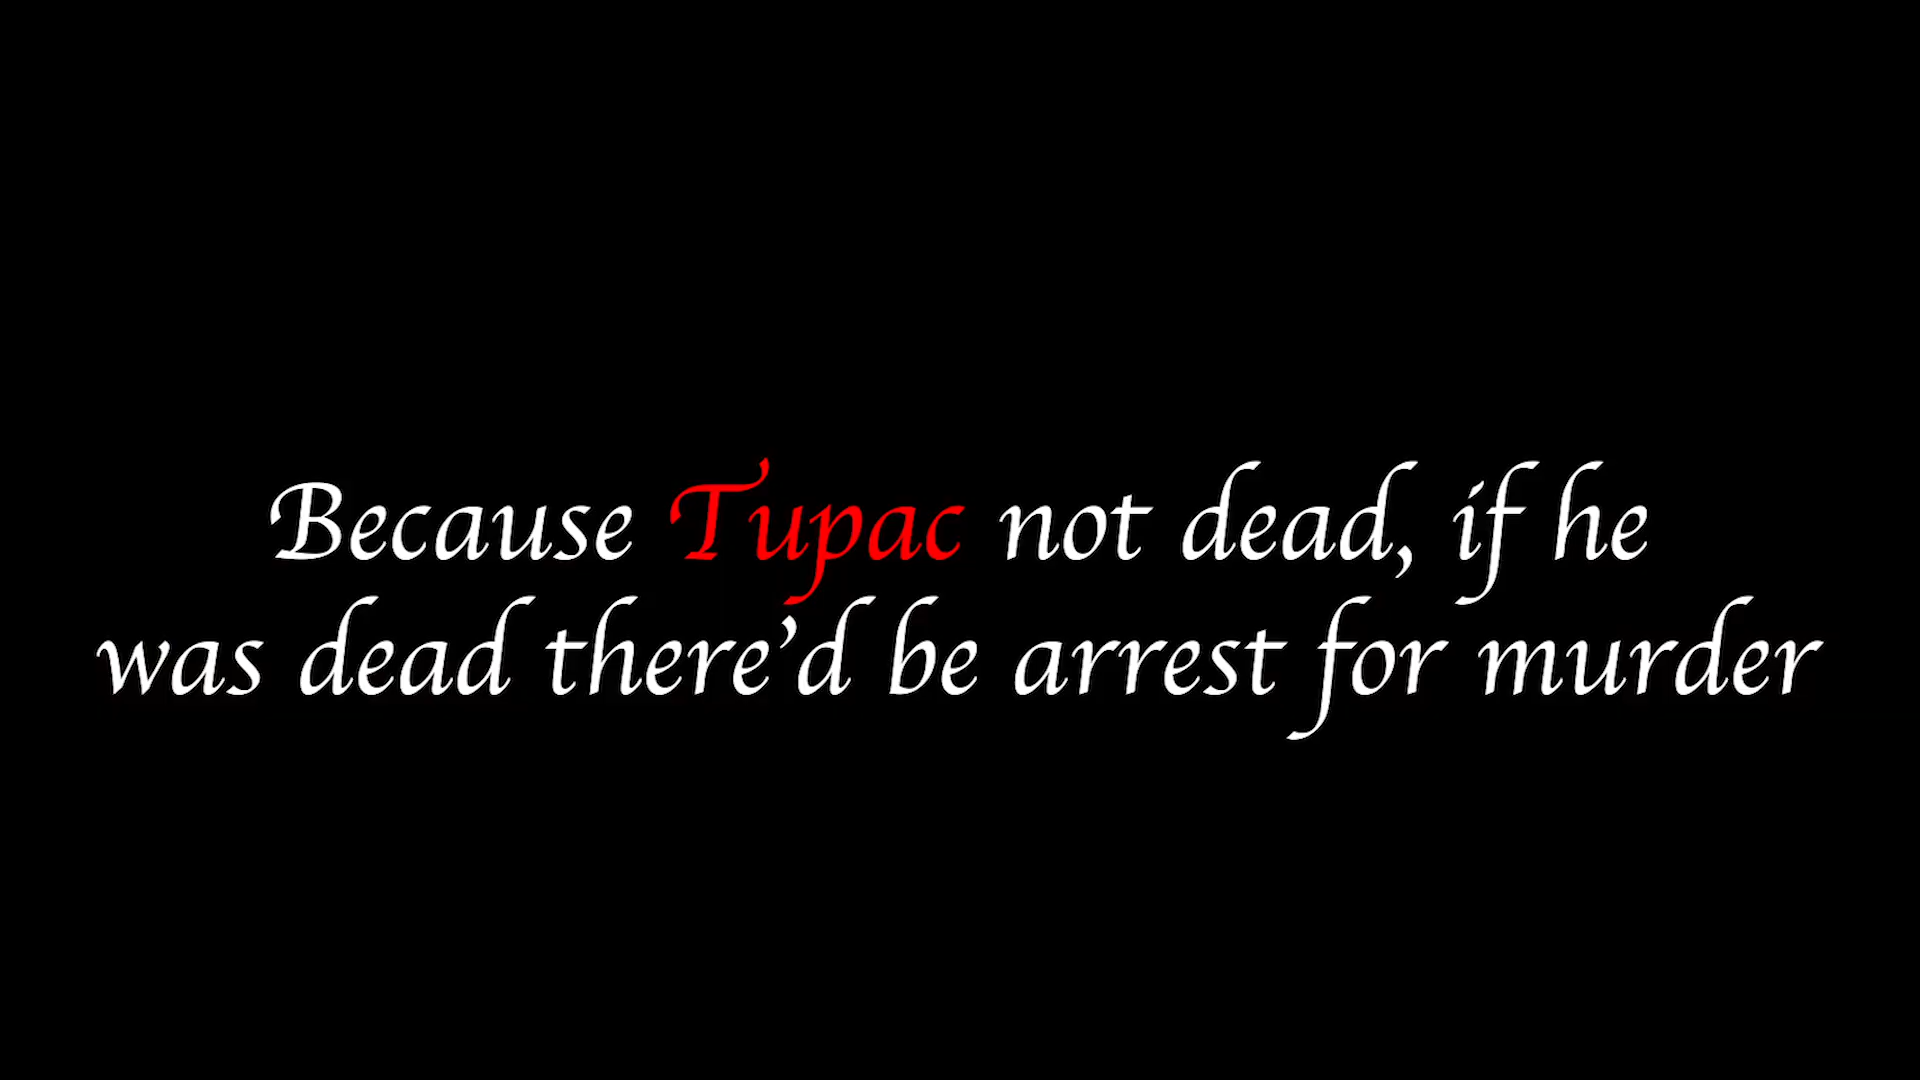 Because Tupac not dead, if he
was dead there’d be arrest for murder